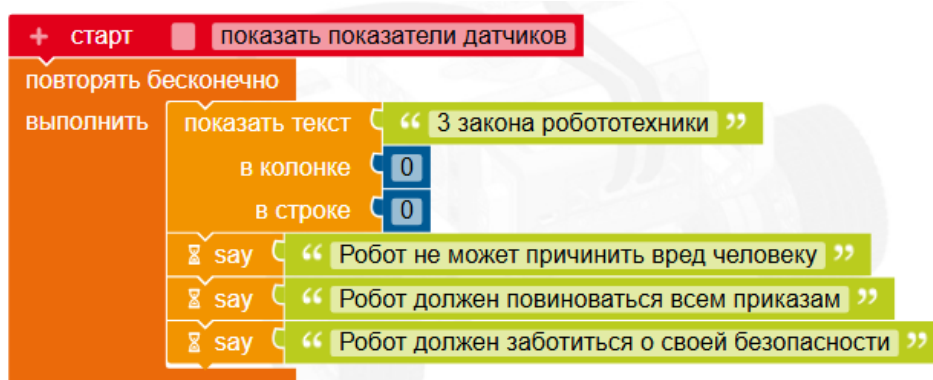 + старт показать показатели датчиков
повторять бесконечно
выполнить показать текст “ 3 закона робототехники ”
в колонке 0
в строке 0
say “ Робот не может причинить вред человеку ”
say “ Робот должен повиноваться всем приказам ”
say “ Робот должен заботиться о своей безопасности ”